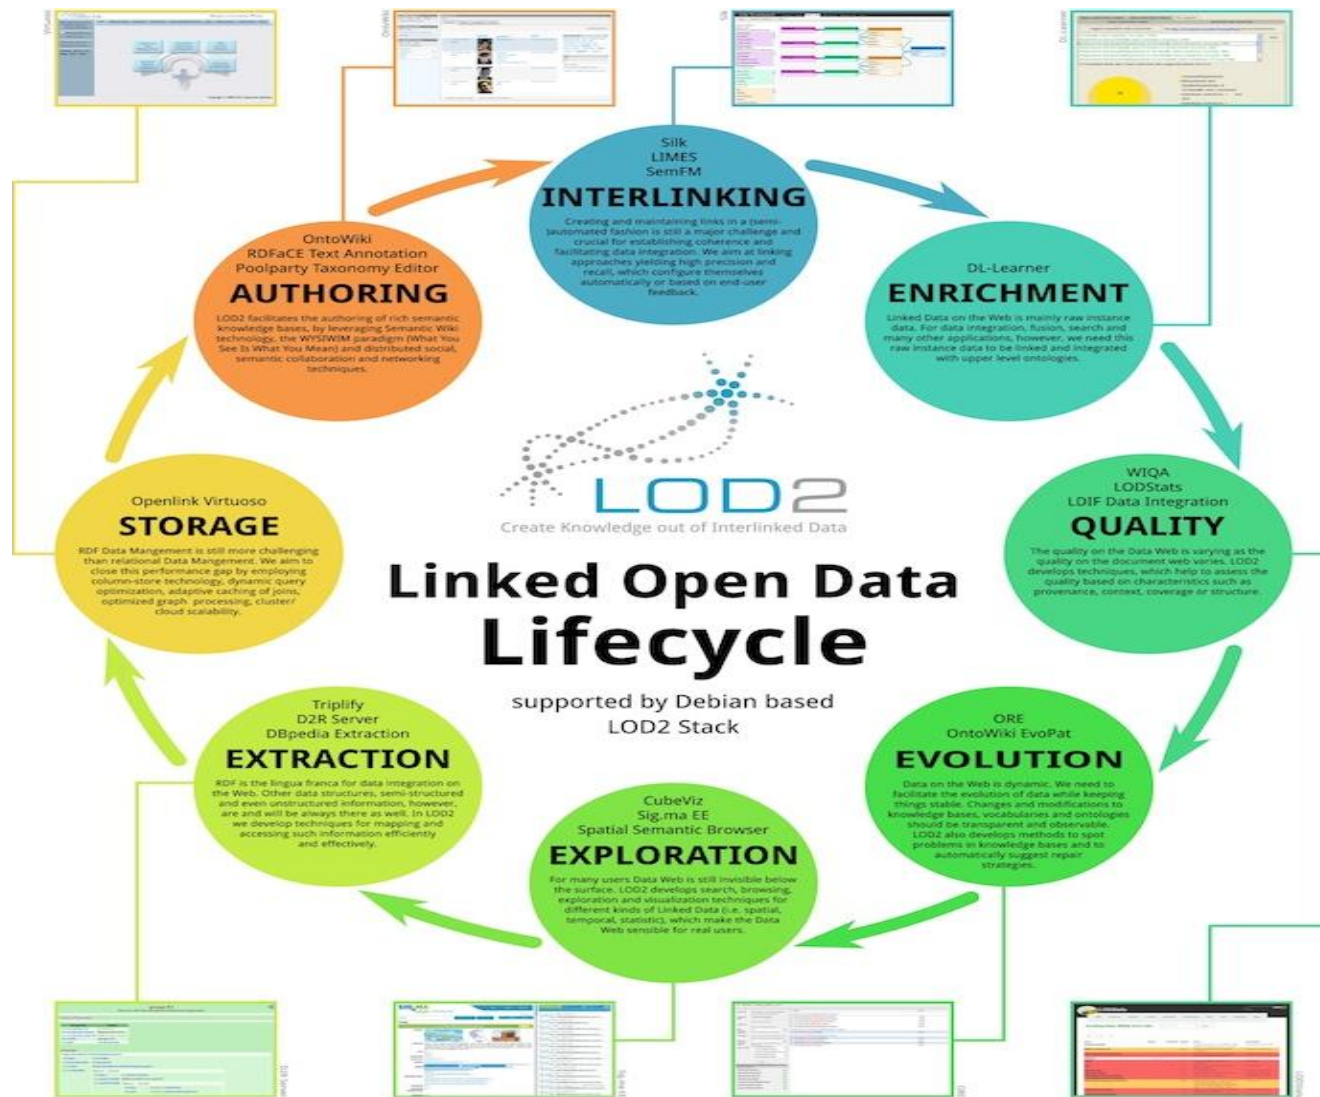 Silk
LIMES
SemFM
INTERLINKING
Creating and maintaining links in a (semi-
)automated fashion is still a major challenge and
crucial for establishing coherence and
facilitating data integration. We aim at linking
approaches yielding high precision and
recall, which configure themselves
automatically or based on end-user
feedback.
OntoWiki
RDFaCE Text Annotation
Poolparty Taxonomy Editor
AUTHORING
LOD2 facilitates the authoring of rich semantic
knowledge bases, by leveraging Semantic Wiki
technology, the WYSIWIM paradigm (What You
See Is What You Mean) and distributed social,
semantic collaboration and networking
techniques.
DL-Learner
ENRICHMENT
Linked Data on the Web is mainly raw instance
data. For data integration, fusion, search and
many other applications, however, we need this
raw instance data to be linked and integrated
with upper level ontologies.
LOD2
Create Knowledge out of Interlinked Data
Linked Open Data
Lifecycle
supported by Debian based
LOD2 Stack
Openlink Virtuoso
STORAGE
RDF Data Mangement is still more challenging
than relational Data Mangement. We aim to
close this performance gap by employing
column-store technology, dynamic query
optimization, adaptive caching of joins,
optimized graph processing, cluster/
cloud scalability.
WIQA
LODStats
LDIF Data Integration
QUALITY
The quality on the Data Web is varying as the
quality on the document web varies. LOD2
develops techniques, which help to assess the
quality based on characteristics such as
provenance, context, coverage or structure.
Triplify
D2R Server
DBpedia Extraction
EXTRACTION
RDF is the lingua franca for data integration on
the Web. Other data structures, semi-structured
and even unstructured information, however,
are and will be always there as well. In LOD2
we develop techniques for mapping and
accessing such information efficiently
and effectively.
ORE
OntoWiki EvoPat
EVOLUTION
Data on the Web is dynamic. We need to
facilitate the evolution of data while keeping
things stable. Changes and modifications to
knowledge bases, vocabularies and ontologies
should be transparent and observable.
LOD2 also develops methods to spot
problems in knowledge bases and to
automatically suggest repair
strategies.
CubeViz
Sig.ma EE
Spatial Semantic Browser
EXPLORATION
For many users Data Web is still invisible below
the surface. LOD2 develops search, browsing,
exploration and visualization techniques for
different kinds of Linked Data (i.e. spatial,
temporal, statistic), which make the Data
Web sensible for real users.